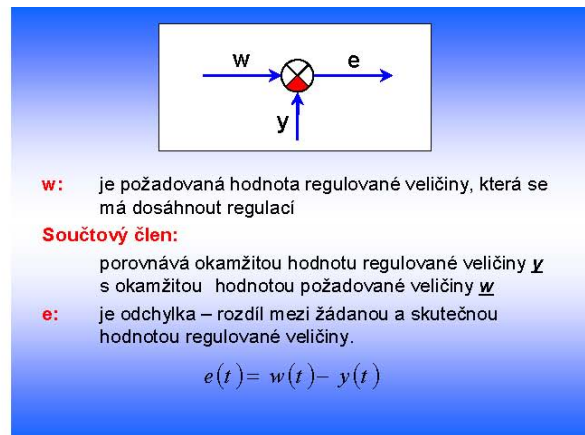 w e
y
w: je požadovaná hodnota regulované veličiny, která se
má dosáhnout regulací
Součtový člen:
porovnává okamžitou hodnotu regulované veličiny y
s okamžitou hodnotou požadované veličiny w
e: je odchylka – rozdíl mezi žádanou a skutečnou
hodnotou regulované veličiny.
e(t)= w(t)− y(t)